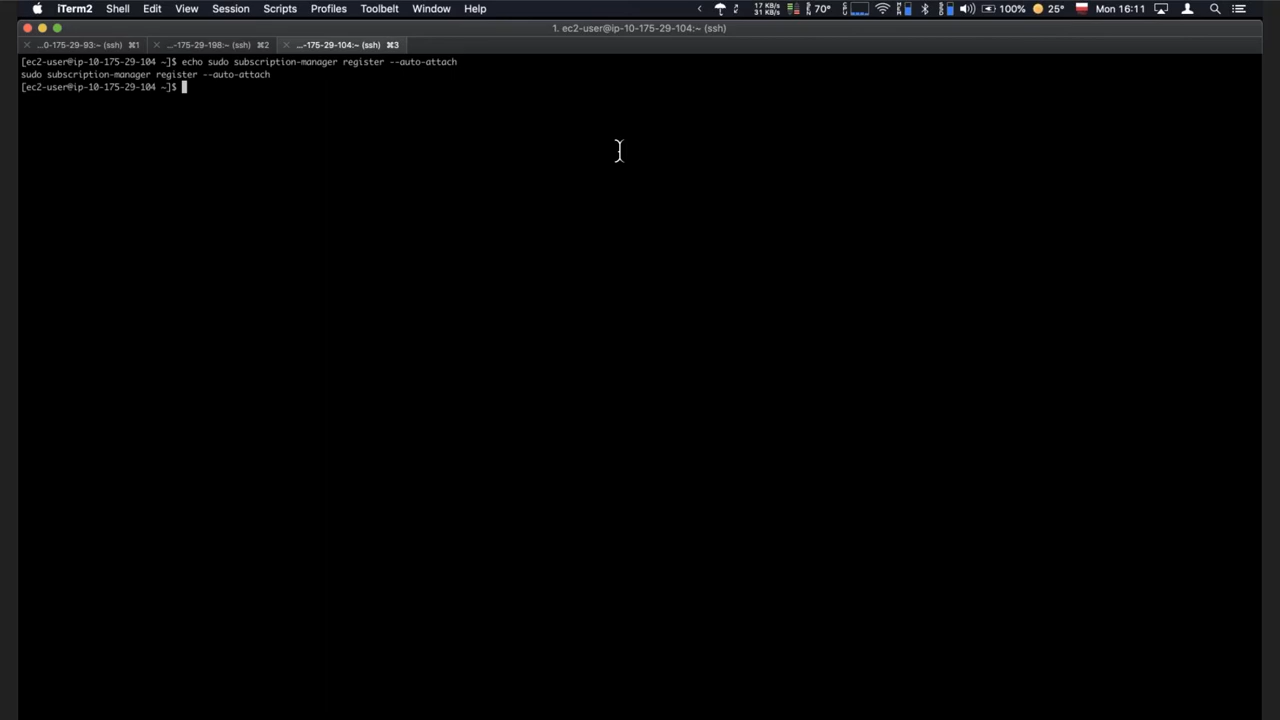 iTerm2 Shell Edit View Session Scripts Profiles Toolbelt Window Help 17 KB/s 31 KB/s 70° 100% 25° Mon 16:11
1. ec2-user@ip-10-175-29-104:~ (ssh)
...0-175-29-93:~ (ssh) ⌘1 ...-175-29-198:~ (ssh) ⌘2 ...-175-29-104:~ (ssh) ⌘3
[ec2-user@ip-10-175-29-104 ~]$ echo sudo subscription-manager register --auto-attach
sudo subscription-manager register --auto-attach
[ec2-user@ip-10-175-29-104 ~]$